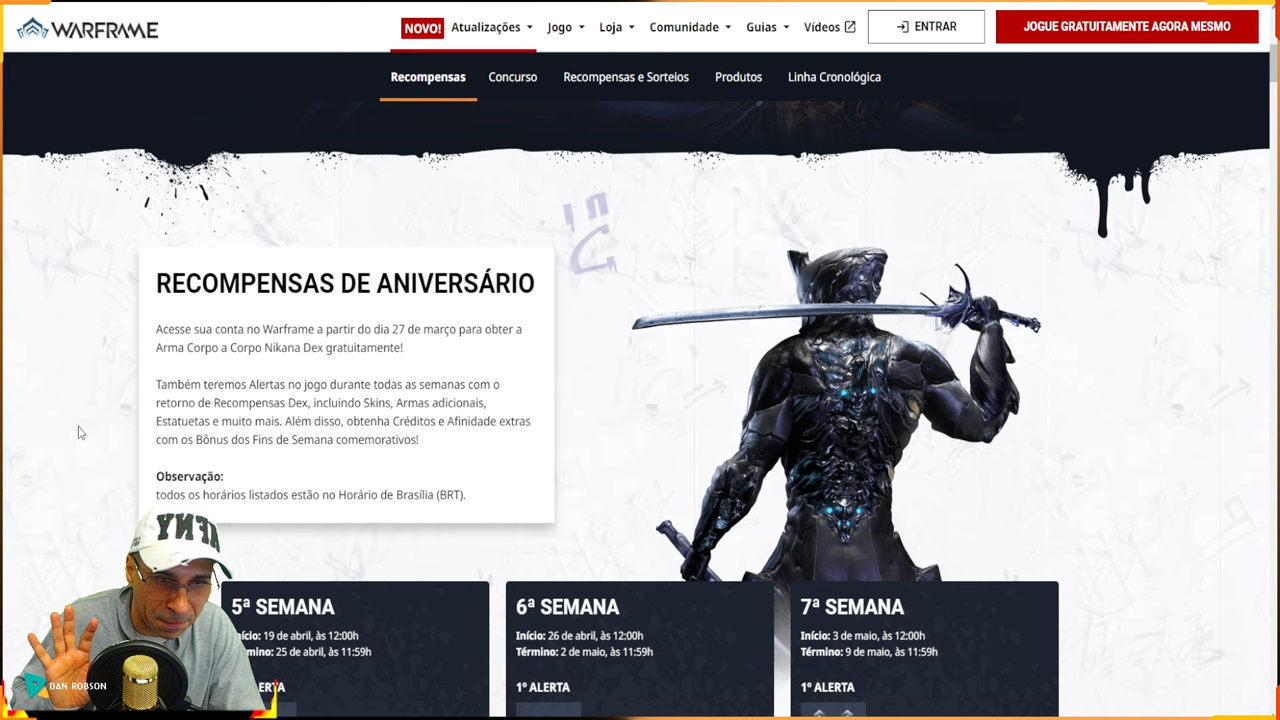 WARFRAME
NOVO! Atualizações Jogo Loja Comunidade Guias Vídeos ENTRAR JOGUE GRATUITAMENTE AGORA MESMO
Recompensas Concurso Recompensas e Sorteios Produtos Linha Cronológica
RECOMPENSAS DE ANIVERSÁRIO
Acesse sua conta no Warframe a partir do dia 27 de março para obter a
Arma Corpo a Corpo Nikana Dex gratuitamente!
Também teremos Alertas no jogo durante todas as semanas com o
retorno de Recompensas Dex, incluindo Skins, Armas adicionais,
Estatuetas e muito mais. Além disso, obtenha Créditos e Afinidade extras
com os Bônus dos Fins de Semana comemorativos!
Observação:
todos os horários listados estão no Horário de Brasília (BRT).
AFNY
5ª SEMANA
ício: 19 de abril, às 12:00h
mino: 25 de abril, às 11:59h
ERTA
6ª SEMANA
Início: 26 de abril, às 12:00h
Término: 2 de maio, às 11:59h
1º ALERTA
7ª SEMANA
Início: 3 de maio, às 12:00h
Término: 9 de maio, às 11:59h
1º ALERTA
DAN ROBSON